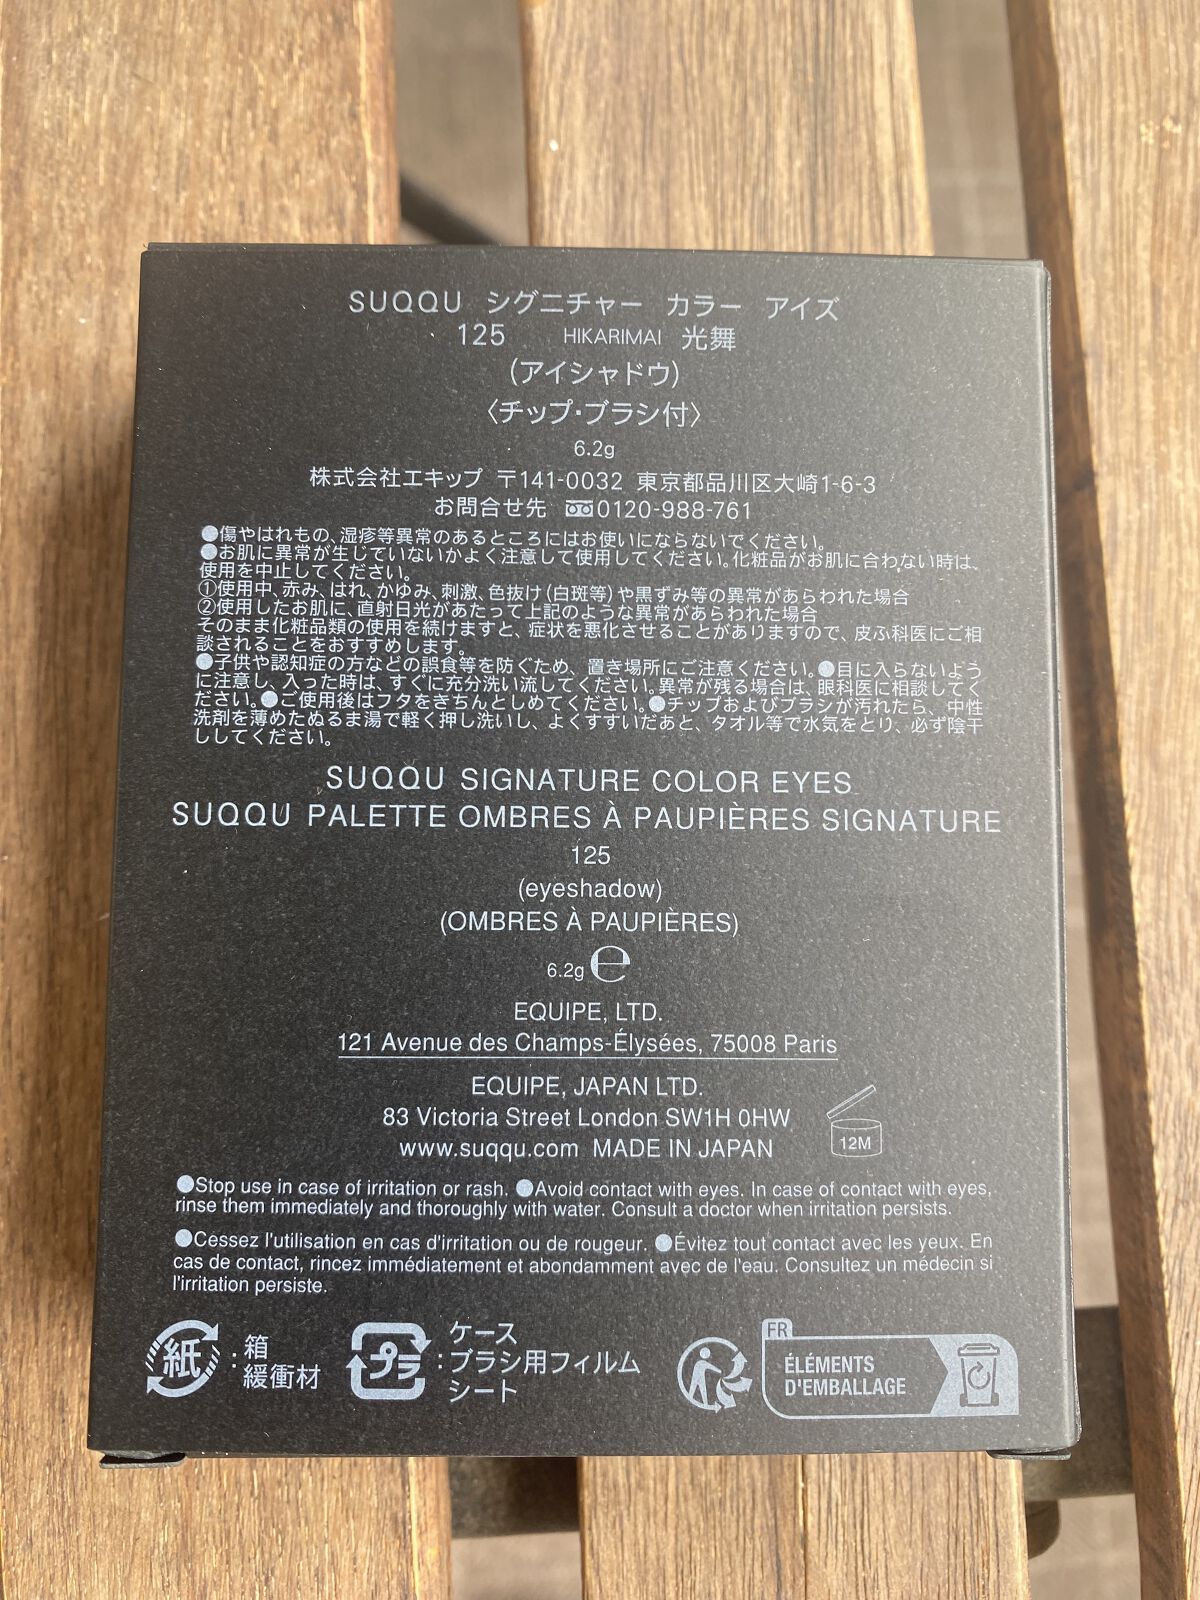 SUQQU シグニチャー カラー アイズ
125 HIKARIMAI 光舞
(アイシャドウ)
〈チップ・ブラシ付〉
6.2g
株式会社エキップ 〒141-0032 東京都品川区大崎1-6-3
お問合せ先 0120-988-761
●傷やはれもの、湿疹等異常のあるところにはお使いにならないでください。
●お肌に異常が生じていないかよく注意して使用してください。化粧品がお肌に合わない時は、
使用を中止してください。
①使用中、赤み、はれ、かゆみ、刺激、色抜け(白斑等)や黒ずみ等の異常があらわれた場合
②使用したお肌に、直射日光があたって上記のような異常があらわれた場合
そのまま化粧品類の使用を続けますと、症状を悪化させることがありますので、皮ふ科医にご相
談されることをおすすめします。
●子供や認知症の方などの誤食等を防ぐため、置き場所にご注意ください。●目に入らないよう
に注意し、入った時は、すぐに充分洗い流してください。異常が残る場合は、眼科医に相談してく
ださい。●ご使用後はフタをきちんとしめてください。●チップおよびブラシが汚れたら、中性
洗剤を薄めたぬるま湯で軽く押し洗いし、よくすすいだあと、タオル等で水気をとり、必ず陰干
ししてください。
SUQQU SIGNATURE COLOR EYES
SUQQU PALETTE OMBRES À PAUPIÈRES SIGNATURE
125
(eyeshadow)
(OMBRES À PAUPIÈRES)
6.2g ℮
EQUIPE, LTD.
121 Avenue des Champs-Élysées, 75008 Paris
EQUIPE, JAPAN LTD.
83 Victoria Street London SW1H 0HW
www.suqqu.com MADE IN JAPAN
12M
●Stop use in case of irritation or rash. ●Avoid contact with eyes. In case of contact with eyes,
rinse them immediately and thoroughly with water. Consult a doctor when irritation persists.
●Cessez l'utilisation en cas d'irritation ou de rougeur. ●Évitez tout contact avec les yeux. En
cas de contact, rincez immédiatement et abondamment avec de l'eau. Consultez un médecin si
l'irritation persiste.
紙 : 箱
緩衝材
プラ : ケース
ブラシ用フィルム
シート
FR
ÉLÉMENTS
D'EMBALLAGE